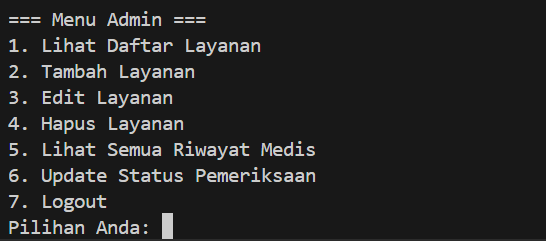 === Menu Admin ===
1. Lihat Daftar Layanan
2. Tambah Layanan
3. Edit Layanan
4. Hapus Layanan
5. Lihat Semua Riwayat Medis
6. Update Status Pemeriksaan
7. Logout
Pilihan Anda: